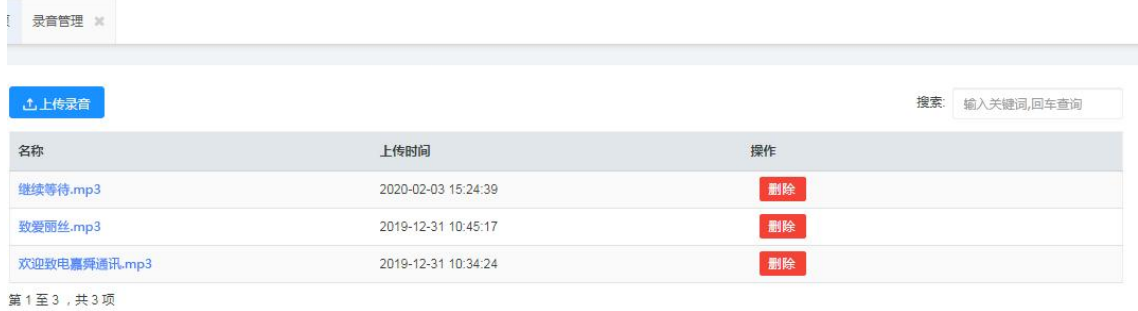 录音管理 ×
上传录音 搜索: 输入关键词,回车查询
名称 上传时间 操作
继续等待.mp3 2020-02-03 15:24:39 删除
致爱丽丝.mp3 2019-12-31 10:45:17 删除
欢迎致电嘉舜通讯.mp3 2019-12-31 10:34:24 删除
第 1 至 3 ，共 3 项